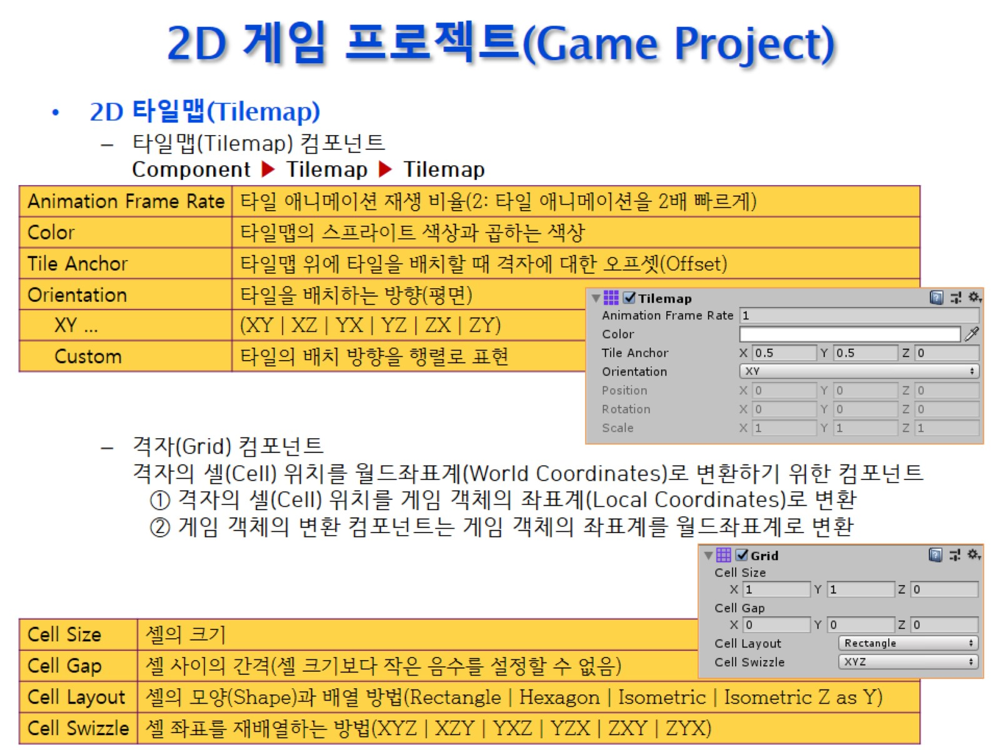 2D 게임 프로젝트(Game Project)
• 2D 타일맵(Tilemap)
– 타일맵(Tilemap) 컴포넌트
Component ▶ Tilemap ▶ Tilemap
Animation Frame Rate 타일 애니메이션 재생 비율(2: 타일 애니메이션을 2배 빠르게)
Color 타일맵의 스프라이트 색상과 곱하는 색상
Tile Anchor 타일맵 위에 타일을 배치할 때 격자에 대한 오프셋(Offset)
Orientation 타일을 배치하는 방향(평면)
XY ... (XY | XZ | YX | YZ | ZX | ZY)
Custom 타일의 배치 방향을 행렬로 표현
Tilemap
Animation Frame Rate 1
Color
Tile Anchor X 0.5 Y 0.5 Z 0
Orientation XY
Position X 0 Y 0 Z 0
Rotation X 0 Y 0 Z 0
Scale X 1 Y 1 Z 1
– 격자(Grid) 컴포넌트
격자의 셀(Cell) 위치를 월드좌표계(World Coordinates)로 변환하기 위한 컴포넌트
① 격자의 셀(Cell) 위치를 게임 객체의 좌표계(Local Coordinates)로 변환
② 게임 객체의 변환 컴포넌트는 게임 객체의 좌표계를 월드좌표계로 변환
Grid
Cell Size
X 1 Y 1 Z 0
Cell Gap
X 0 Y 0 Z 0
Cell Layout Rectangle
Cell Swizzle XYZ
Cell Size 셀의 크기
Cell Gap 셀 사이의 간격(셀 크기보다 작은 음수를 설정할 수 없음)
Cell Layout 셀의 모양(Shape)과 배열 방법(Rectangle | Hexagon | Isometric | Isometric Z as Y)
Cell Swizzle 셀 좌표를 재배열하는 방법(XYZ | XZY | YXZ | YZX | ZXY | ZYX)